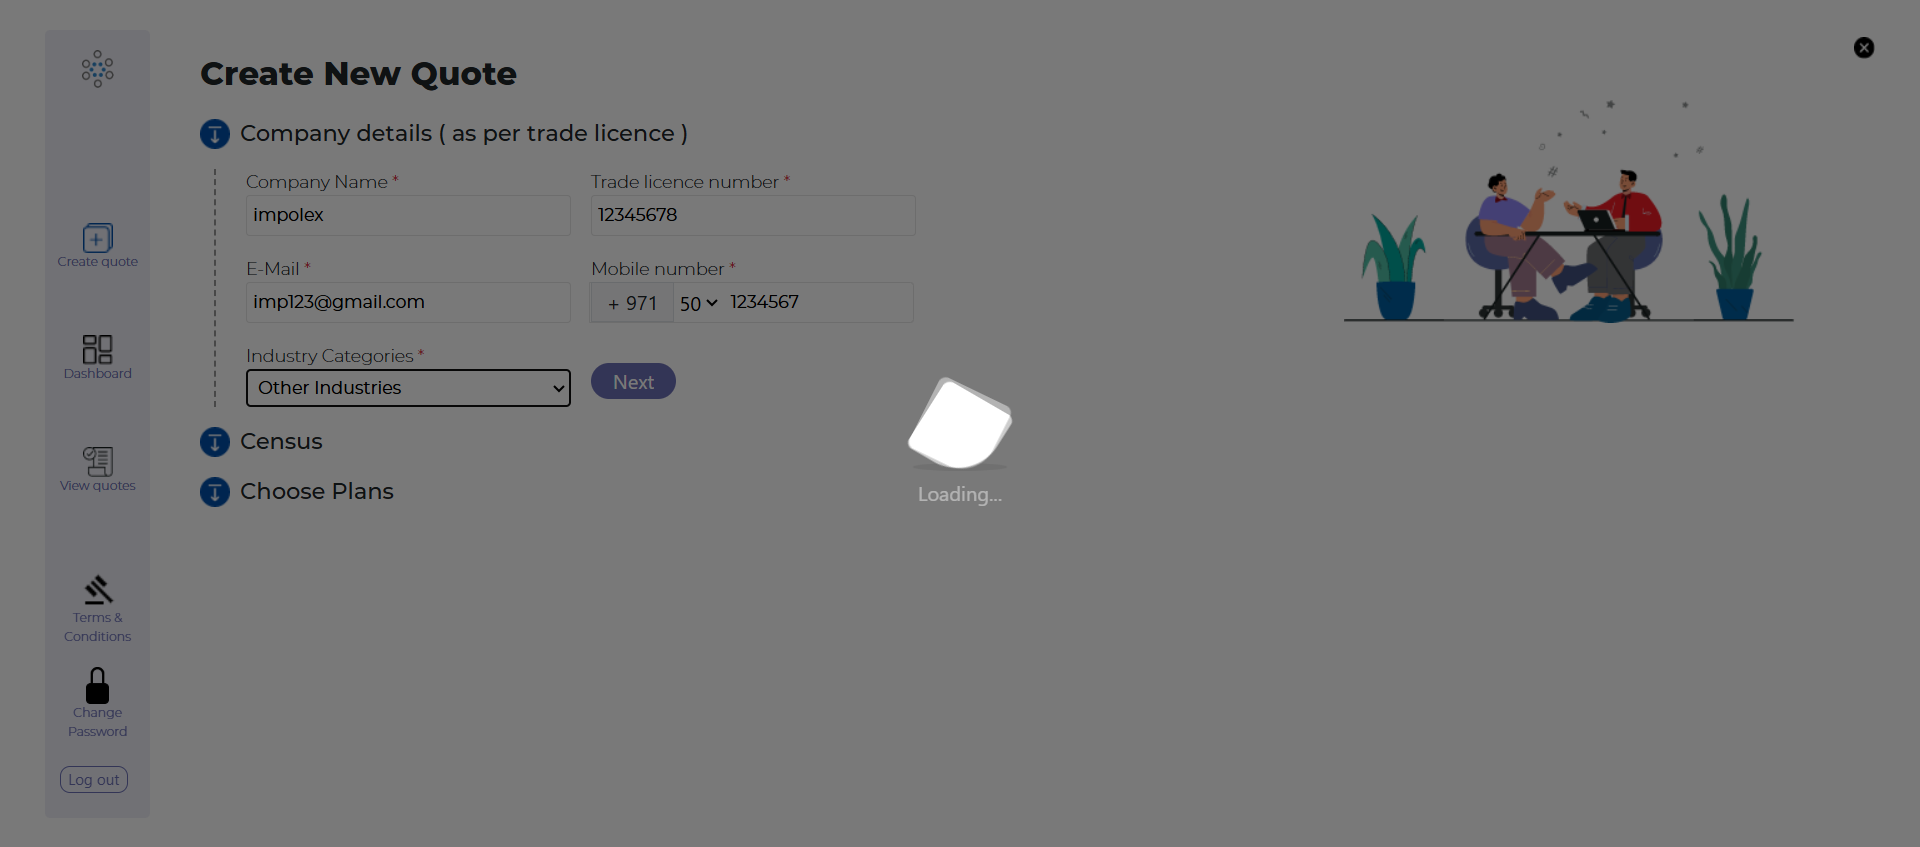 Create New Quote
Company details ( as per trade licence )
Company Name *
Trade licence number *
impolex
12345678
E-Mail *
Mobile number *
imp123@gmail.com
+ 971
50
1234567
Industry Categories *
Other Industries
Next
Census
Choose Plans
Loading...
Create quote
Dashboard
View quotes
Terms &
Conditions
Change
Password
Log out